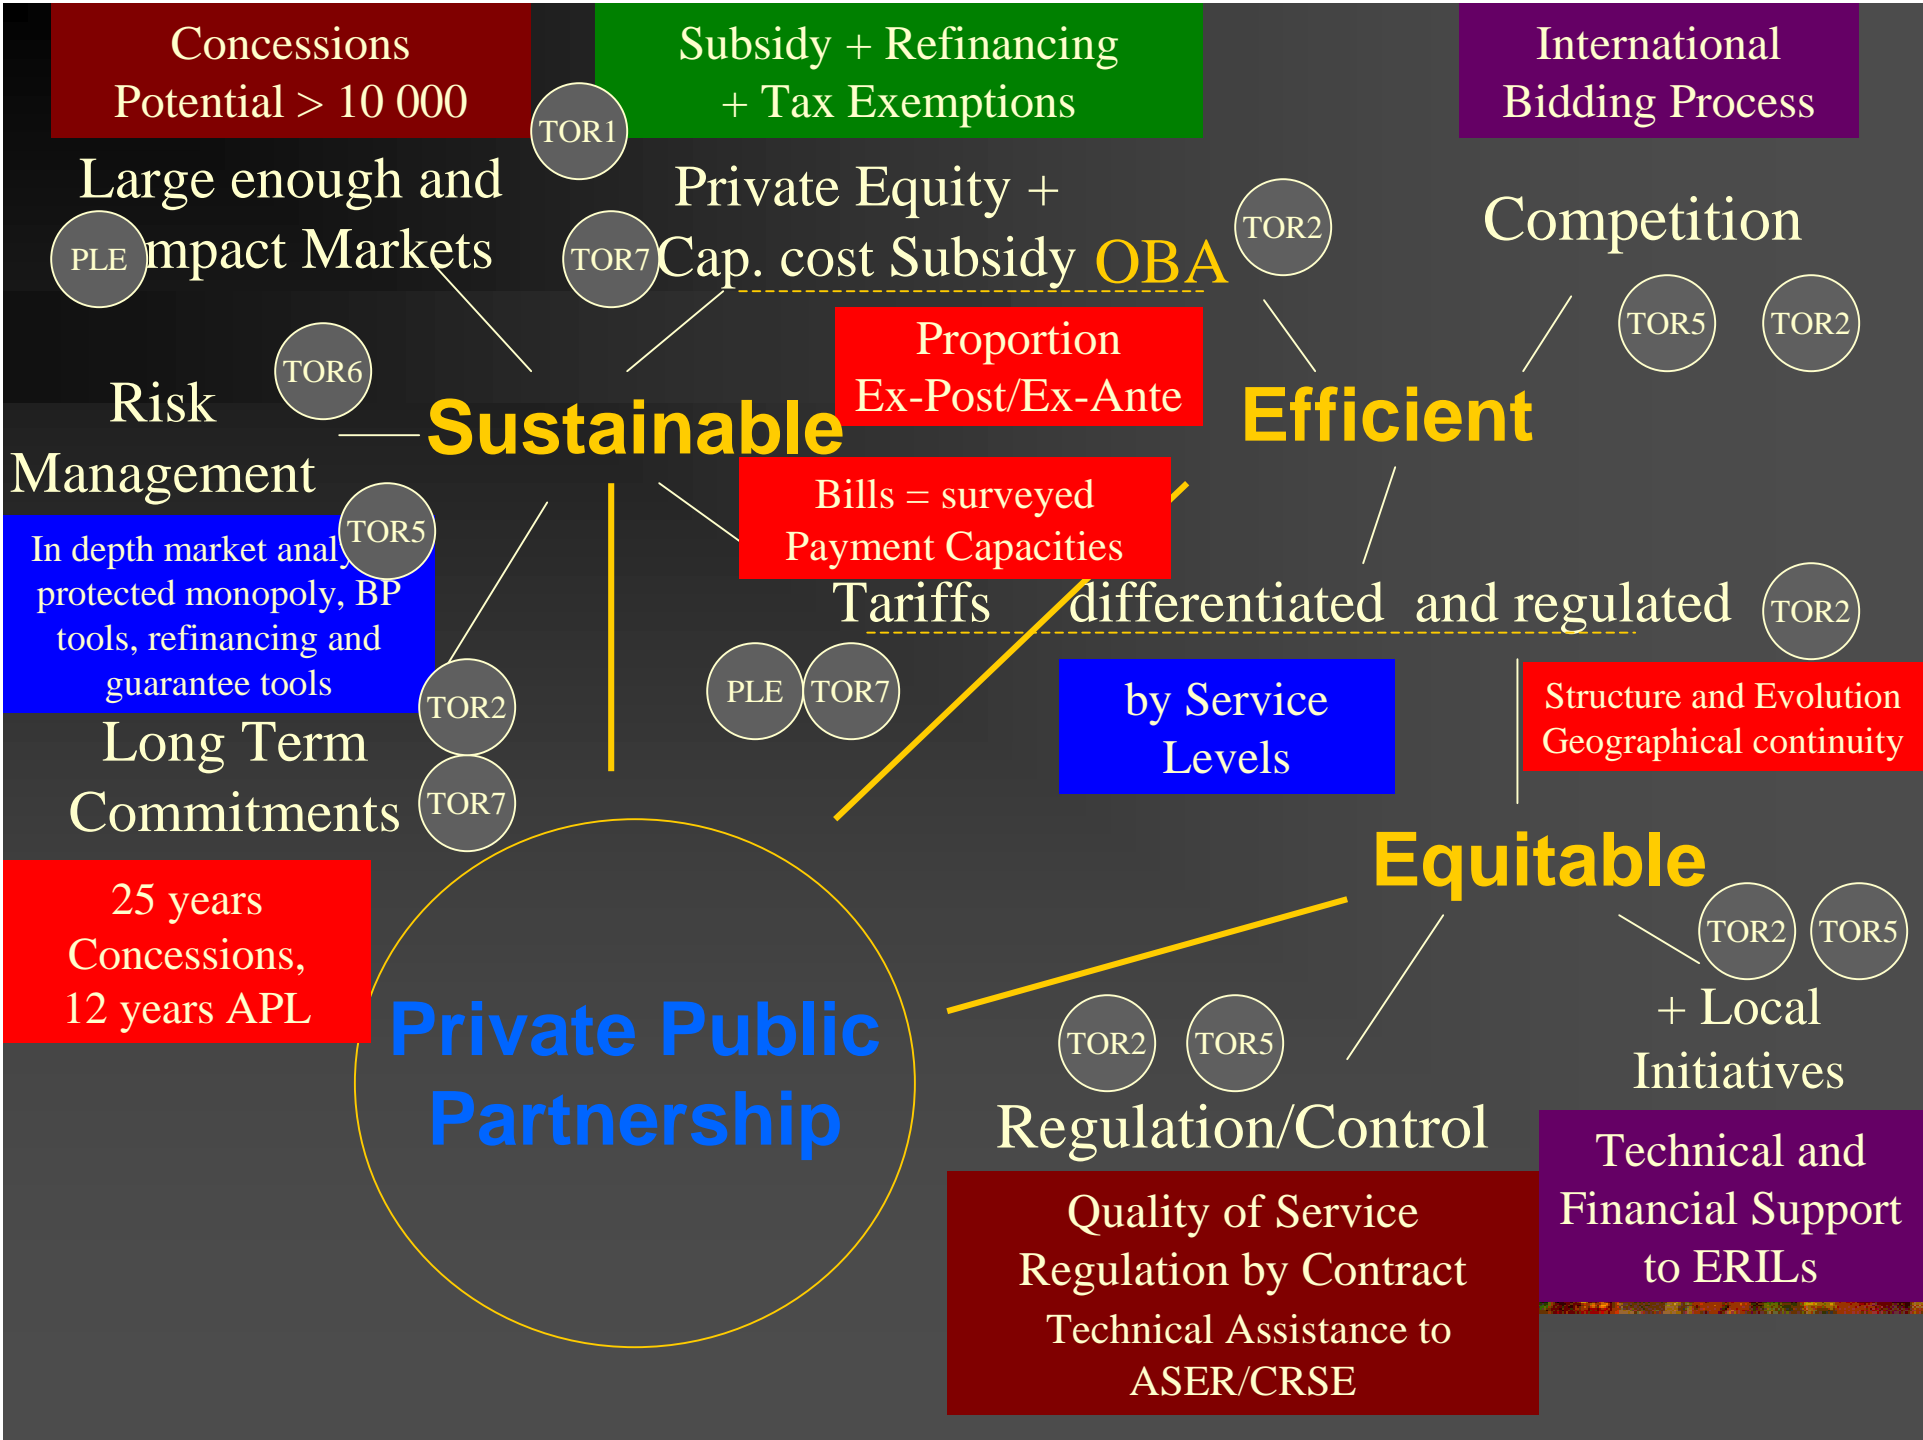 Concessions
Potential > 10 000
Subsidy + Refinancing
+ Tax Exemptions
International
Bidding Process
TOR1
Large enough and
PLE
mpact Markets
TOR7
Private Equity +
Cap. cost Subsidy OBA
TOR2
Competition
TOR5
TOR2
Proportion
Ex-Post/Ex-Ante
TOR6
Risk
Management
Sustainable
Efficient
Bills = surveyed
Payment Capacities
TOR5
In depth market analy
protected monopoly, BP
tools, refinancing and
guarantee tools
Tariffs differentiated and regulated
TOR2
PLE
TOR7
by Service
Levels
Structure and Evolution
Geographical continuity
TOR2
Long Term
Commitments
TOR7
25 years
Concessions,
12 years APL
Equitable
TOR2
TOR5
+ Local
Initiatives
Private Public
Partnership
TOR2
TOR5
Regulation/Control
Quality of Service
Regulation by Contract
Technical Assistance to
ASER/CRSE
Technical and
Financial Support
to ERILs